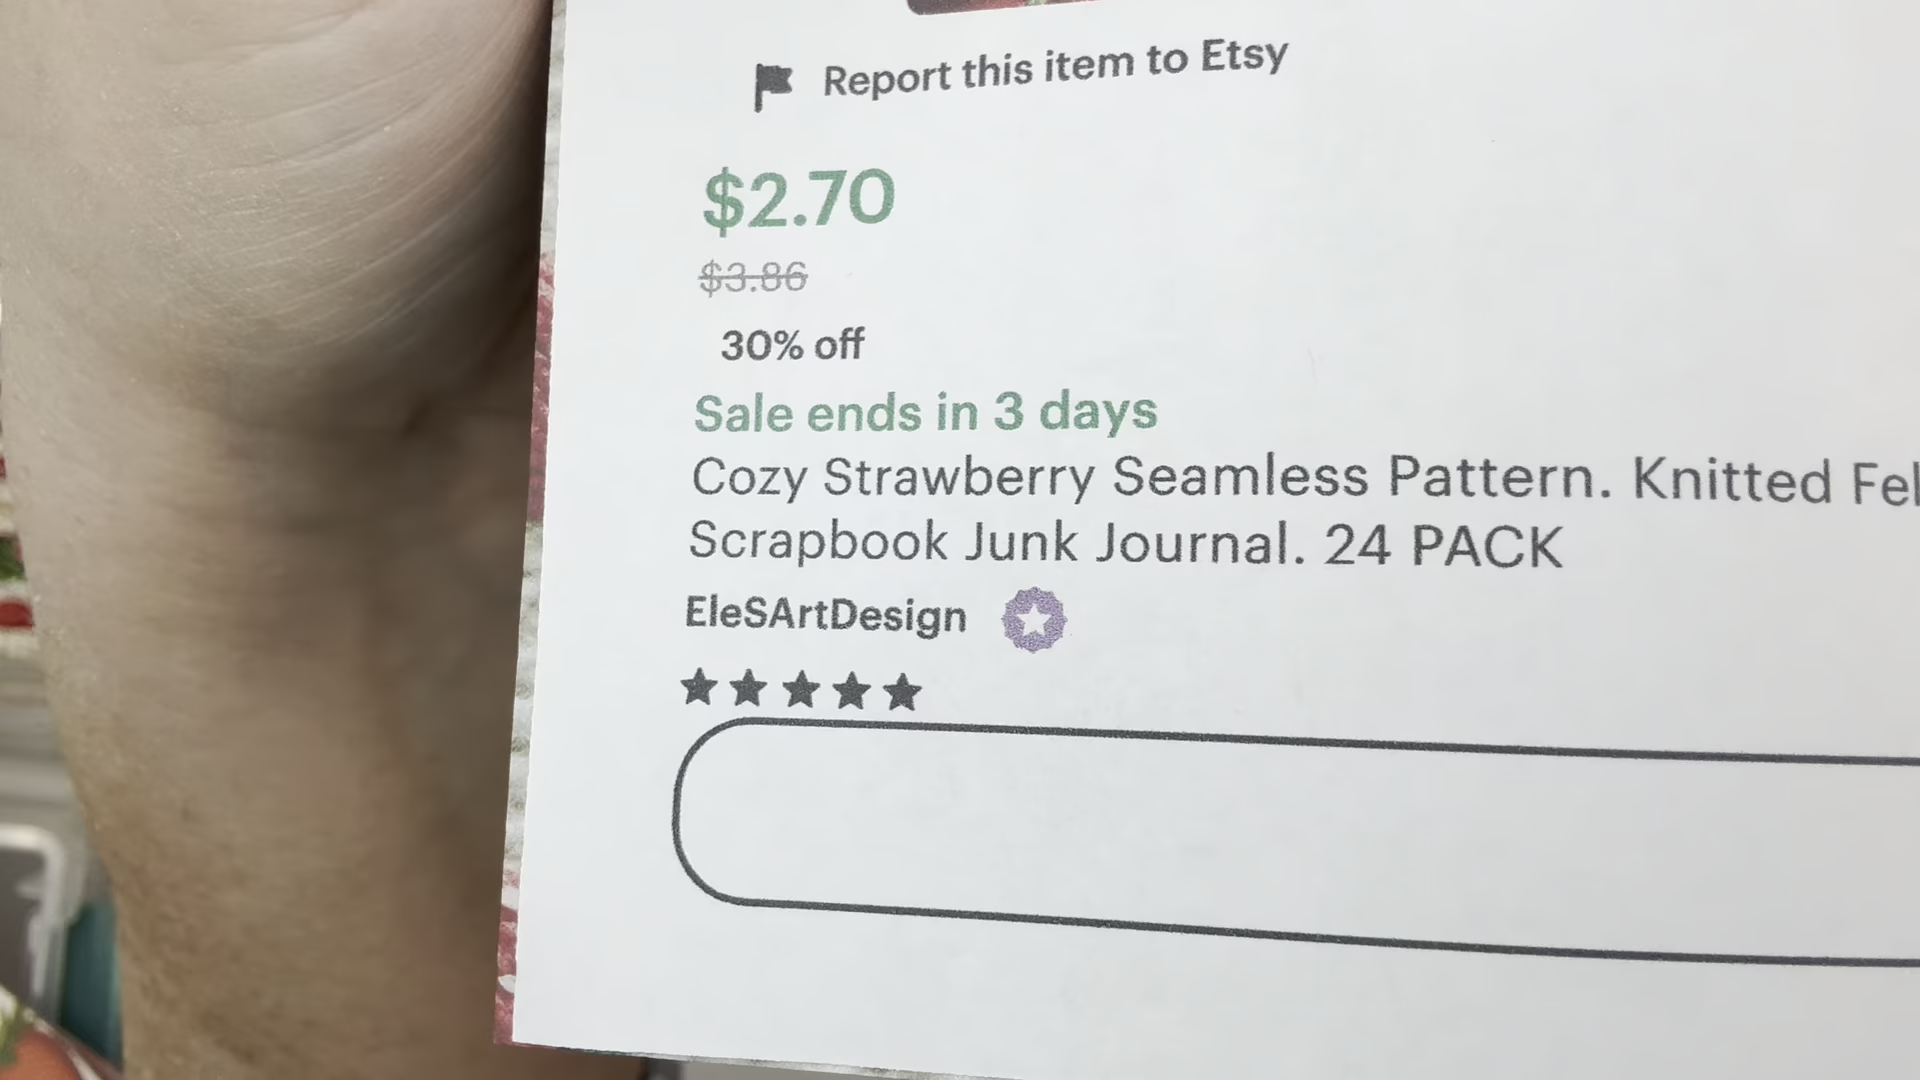 Report this item to Etsy
$2.70
$3.86
30% off
Sale ends in 3 days
Cozy Strawberry Seamless Pattern. Knitted
Scrapbook Junk Journal. 24 PACK
EleSArtDesign